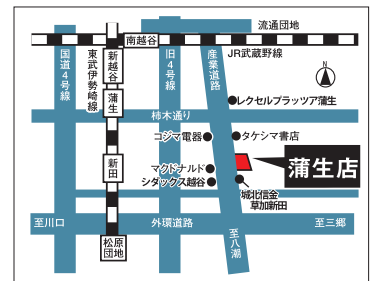 流通団地
南越谷
JR武蔵野線
国道4号線
東武伊勢崎線
新越谷
旧4号線
産業道路
N
蒲生
レクセルプラッツア蒲生
柿木通り
コジマ電器
タケシマ書店
新田
マクドナルド
シダックス越谷
蒲生店
城北信金
草加新田
至川口
外環道路
至三郷
至八潮
松原
団地